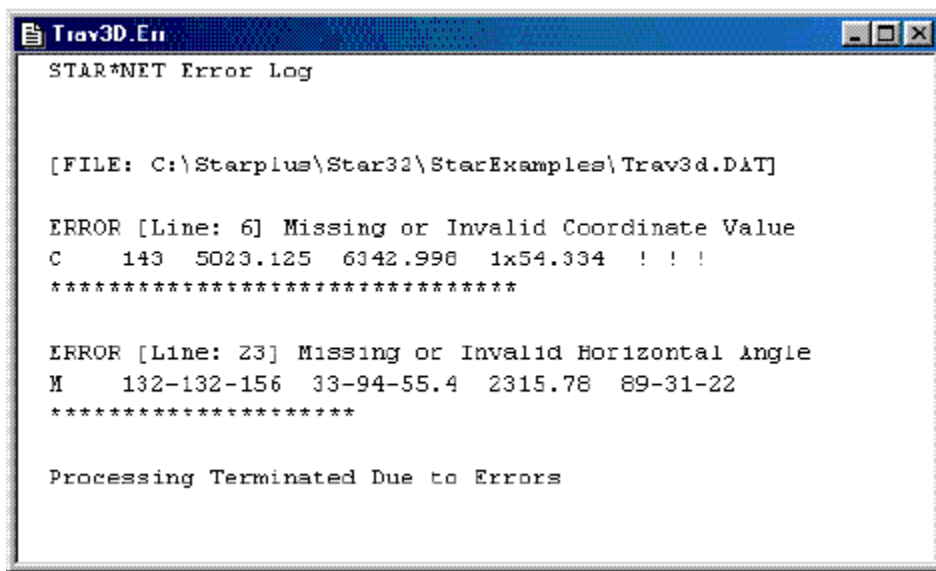 Trav3D.Err
STAR*NET Error Log
[FILE: C:\Starplus\Star32\StarExamples\Trav3d.DAT]
ERROR [Line: 6] Missing or Invalid Coordinate Value
C 143 5023.125 6342.998 1x54.334 ! ! !
********************************
ERROR [Line: 23] Missing or Invalid Horizontal Angle
M 132-132-156 33-94-55.4 2315.78 89-31-22
*********************
Processing Terminated Due to Errors